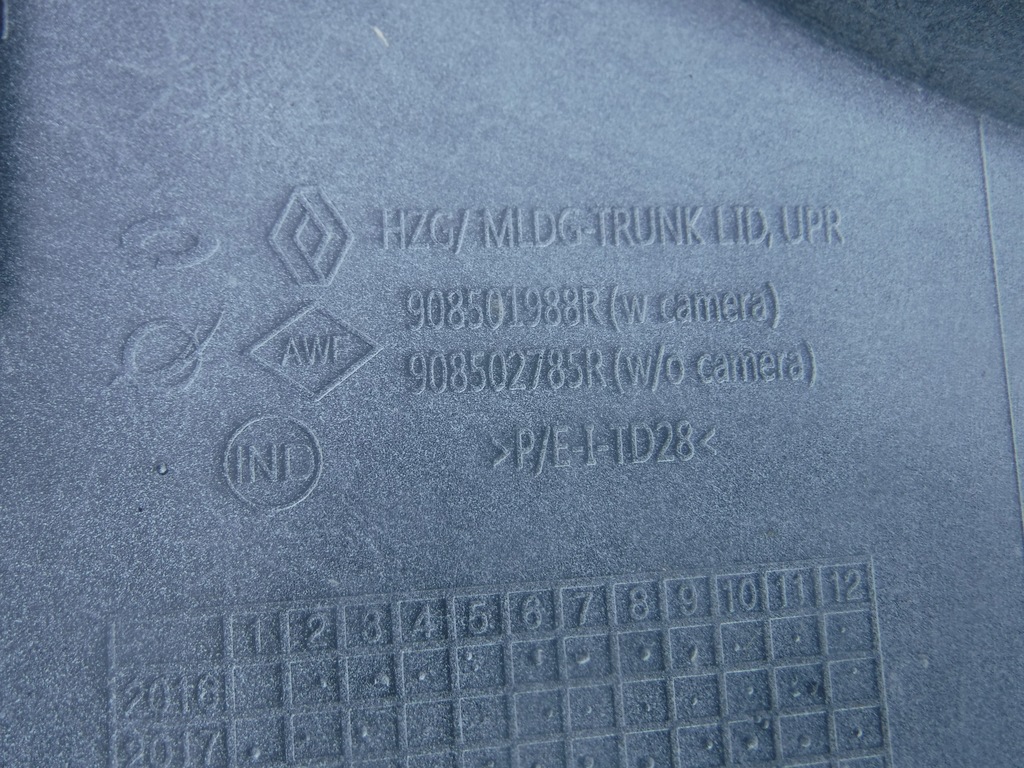 HZG/ MLDG-TRUNK LID, UPR
908501988R (w camera)
AWF
908502785R (w/o camera)
IND
>P/E-I-TD28<
1 2 3 4 5 6 7 8 9 10 11 12
2016
2017